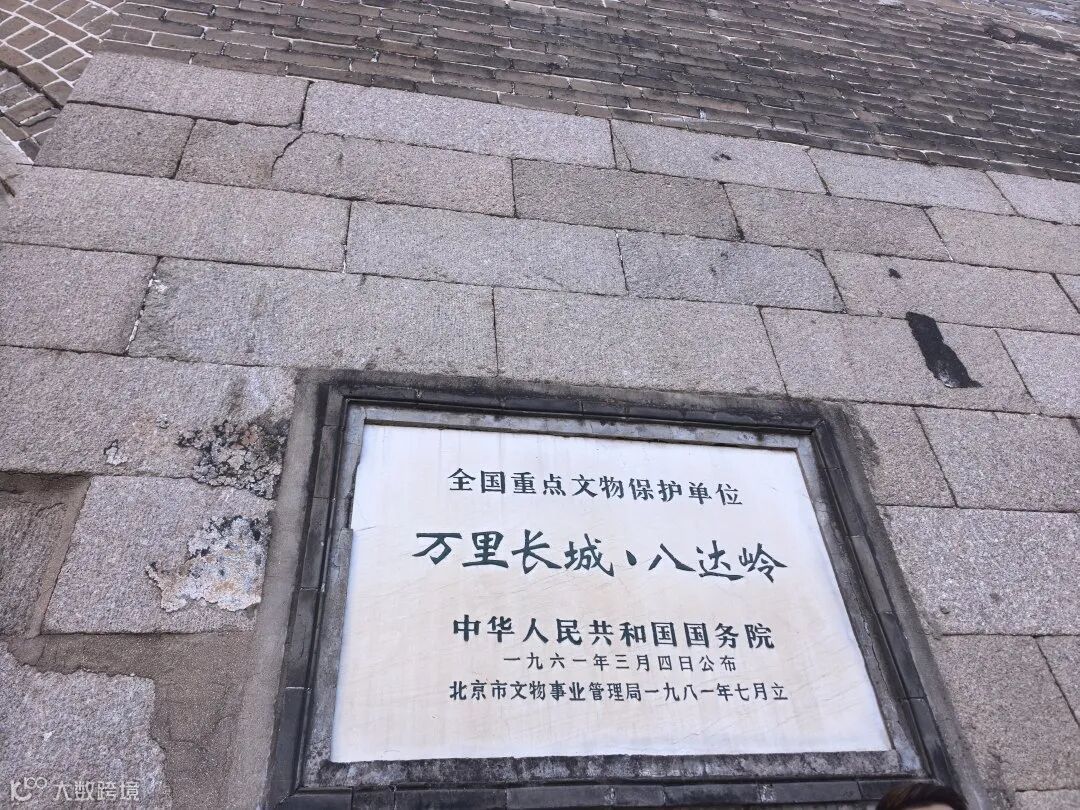 全国重点文物保护单位
万里长城·八达岭
中华人民共和国国务院
一九六一年三月四日公布
北京市文物事业管理局一九八一年七月立
大数跨境